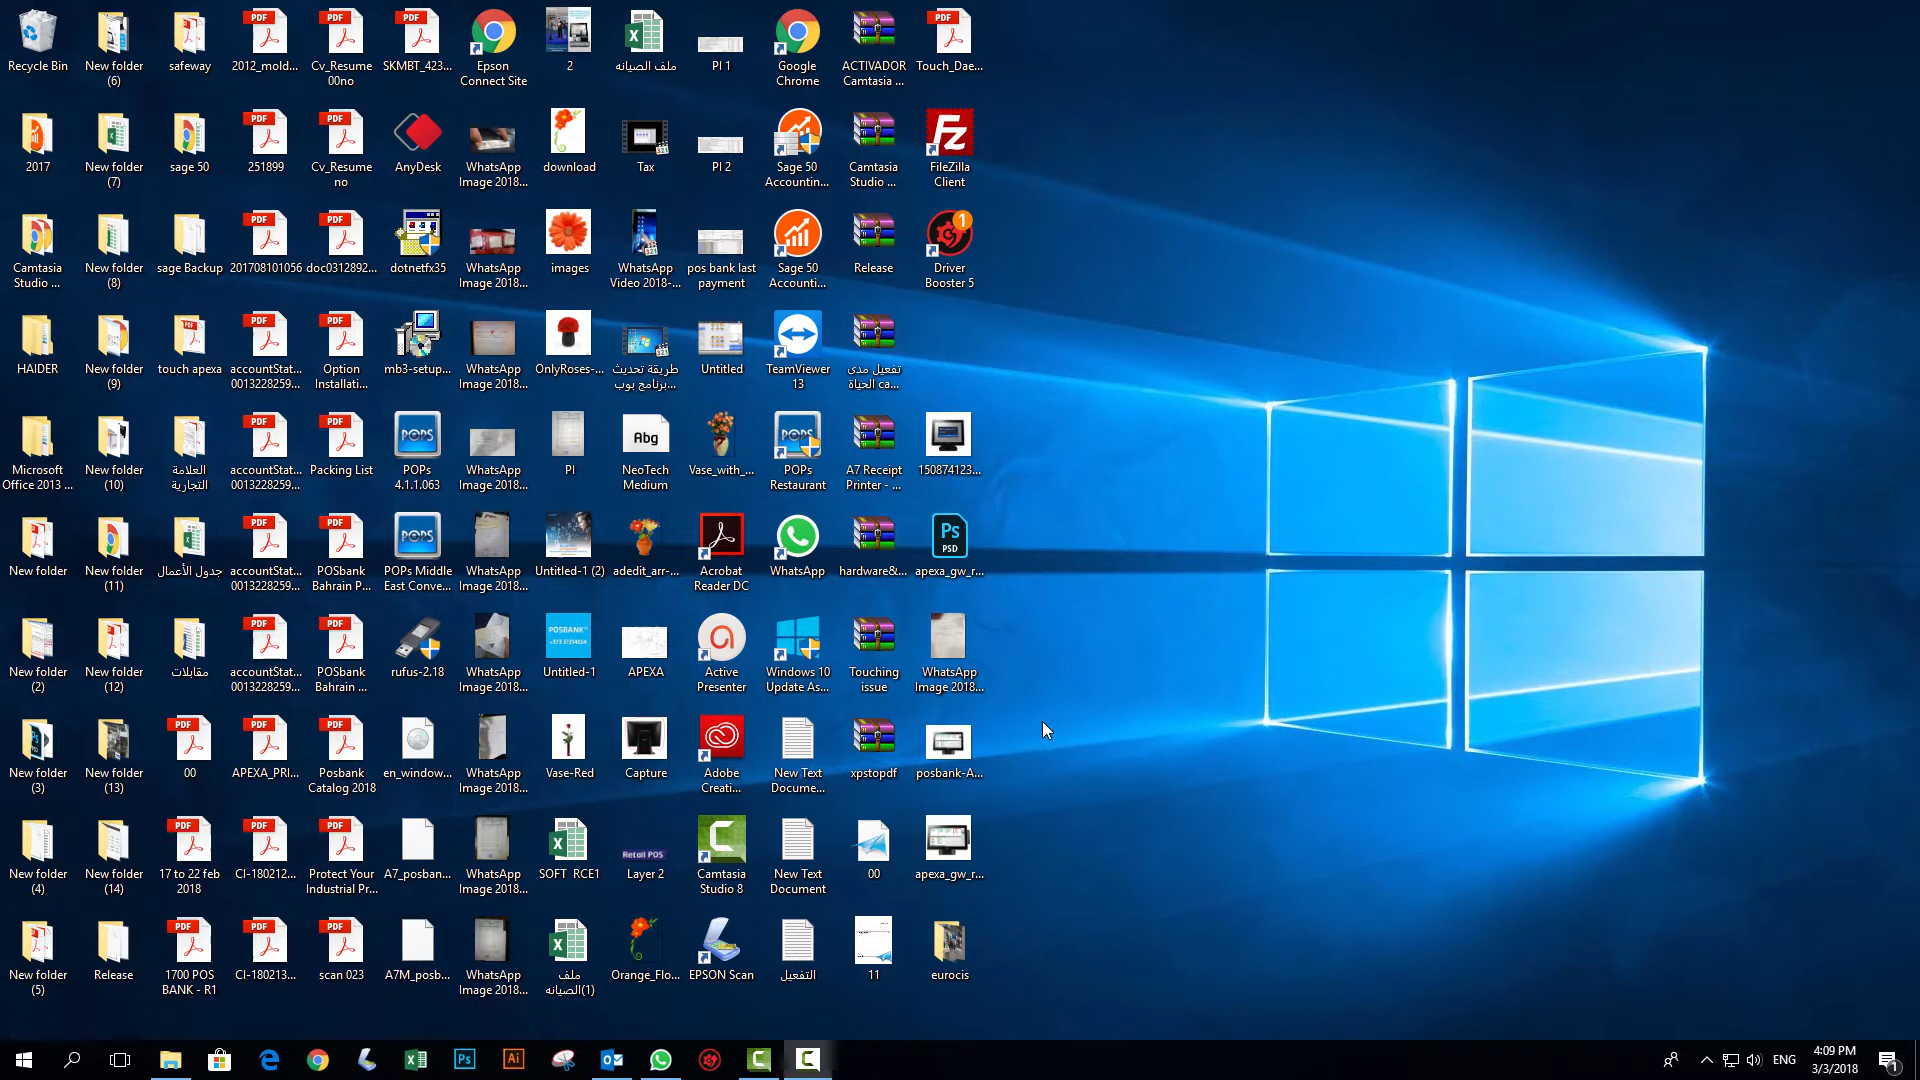 Recycle Bin
New folder
(6)
safeway
2012_mold...
Cv_Resume
00no
SKMBT_423...
Epson
Connect Site
2
ملف الصيانه
PI 1
Google
Chrome
ACTIVADOR
Camtasia ...
Touch_Dae...
2017
New folder
(7)
sage 50
251899
Cv_Resume
no
AnyDesk
WhatsApp
Image 2018...
download
Tax
PI 2
Sage 50
Accountin...
Camtasia
Studio ...
FileZilla
Client
Camtasia
Studio ...
New folder
(8)
sage Backup
201708101056
doc0312892...
dotnetfx35
WhatsApp
Image 2018...
images
WhatsApp
Video 2018-...
pos bank last
payment
Sage 50
Accounti...
Release
Driver
Booster 5
HAIDER
New folder
(9)
touch apexa
accountStat...
0013228259...
Option
Installati...
mb3-setup...
WhatsApp
Image 2018...
OnlyRoses-...
طريقة تحديث
برنامج بوب...
Untitled
TeamViewer
13
تفعيل مدى
الحياة ca...
Microsoft
Office 2013 ...
New folder
(10)
العلامة
التجارية
accountStat...
0013228259...
Packing List
POPs
4.1.1.063
WhatsApp
Image 2018...
PI
NeoTech
Medium
Vase_with_...
POPs
Restaurant
A7 Receipt
Printer - ...
150874123...
New folder
New folder
(11)
جدول الأعمال
accountStat...
0013228259...
POSbank
Bahrain P...
POPs Middle
East Conve...
WhatsApp
Image 2018...
Untitled-1 (2)
adedit_arr-...
Acrobat
Reader DC
WhatsApp
hardware&...
apexa_gw_r...
New folder
(2)
New folder
(12)
مقابلات
accountStat...
0013228259...
POSbank
Bahrain ...
rufus-2.18
WhatsApp
Image 2018...
Untitled-1
APEXA
Active
Presenter
Windows 10
Update As...
Touching
issue
WhatsApp
Image 2018...
New folder
(3)
New folder
(13)
00
APEXA_PRI...
Posbank
Catalog 2018
en_window...
WhatsApp
Image 2018...
Vase-Red
Capture
Adobe
Creati...
New Text
Docume...
xpstopdf
posbank-A...
New folder
(4)
New folder
(14)
17 to 22 feb
2018
CI-180212...
Protect Your
Industrial Pr...
A7_posban...
WhatsApp
Image 2018...
SOFT RCE1
Layer 2
Camtasia
Studio 8
New Text
Document
00
apexa_gw_r...
New folder
(5)
Release
1700 POS
BANK - R1
CI-180213...
scan 023
A7M_posb...
WhatsApp
Image 2018...
ملف
الصيانه(1)
Orange_Flo...
EPSON Scan
التفعيل
11
eurocis
ENG
4:09 PM
3/3/2018
1